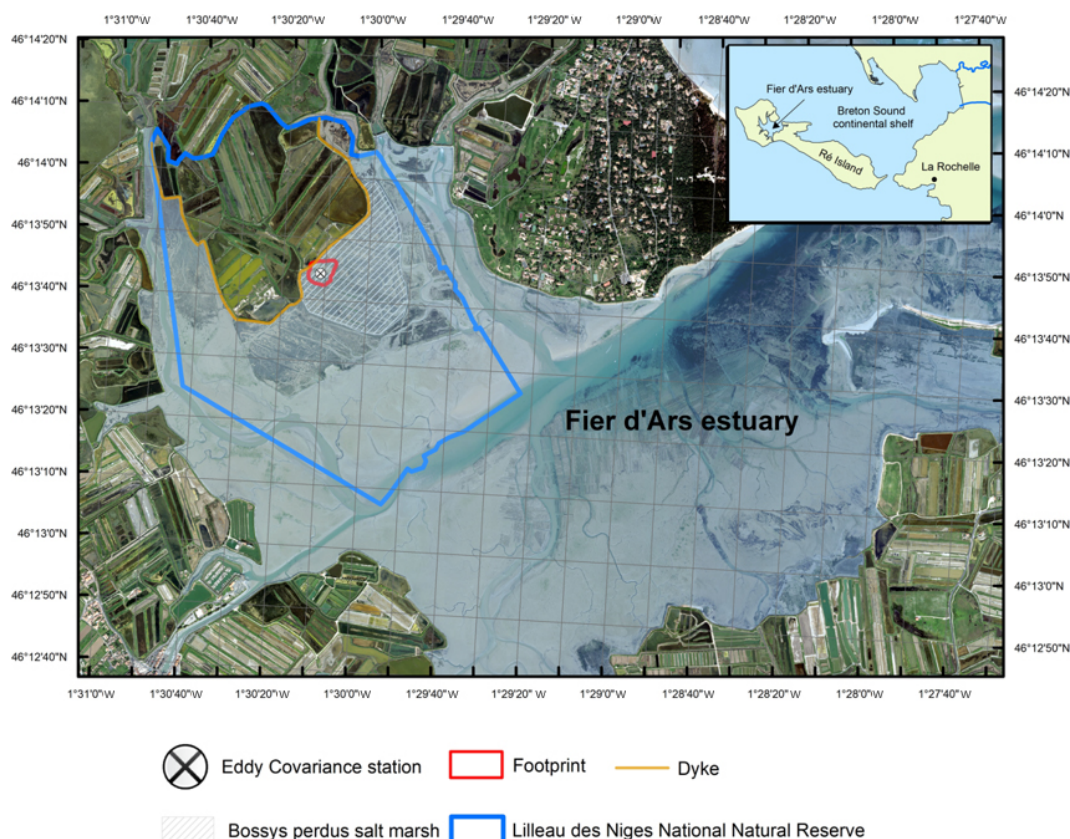 1°31'0"W 1°30'40"W 1°30'20"W 1°30'0"W 1°29'40"W 1°29'20"W 1°29'0"W 1°28'40"W 1°28'20"W 1°28'0"W 1°27'40"W
46°14'20"N
46°14'10"N
46°14'0"N
46°13'50"N
46°13'40"N
46°13'30"N
46°13'20"N
46°13'10"N
46°13'0"N
46°12'50"N
46°12'40"N
Fier d'Ars estuary
Breton Sound
continental shelf
Ré Island
La Rochelle
Fier d'Ars estuary
46°14'20"N
46°14'10"N
46°14'0"N
46°13'50"N
46°13'40"N
46°13'30"N
46°13'20"N
46°13'10"N
46°13'0"N
46°12'50"N
1°31'0"W 1°30'40"W 1°30'20"W 1°30'0"W 1°29'40"W 1°29'20"W 1°29'0"W 1°28'40"W 1°28'20"W 1°28'0"W 1°27'40"W
Eddy Covariance station Footprint Dyke
Bossys perdus salt marsh Lilleau des Niges National Natural Reserve